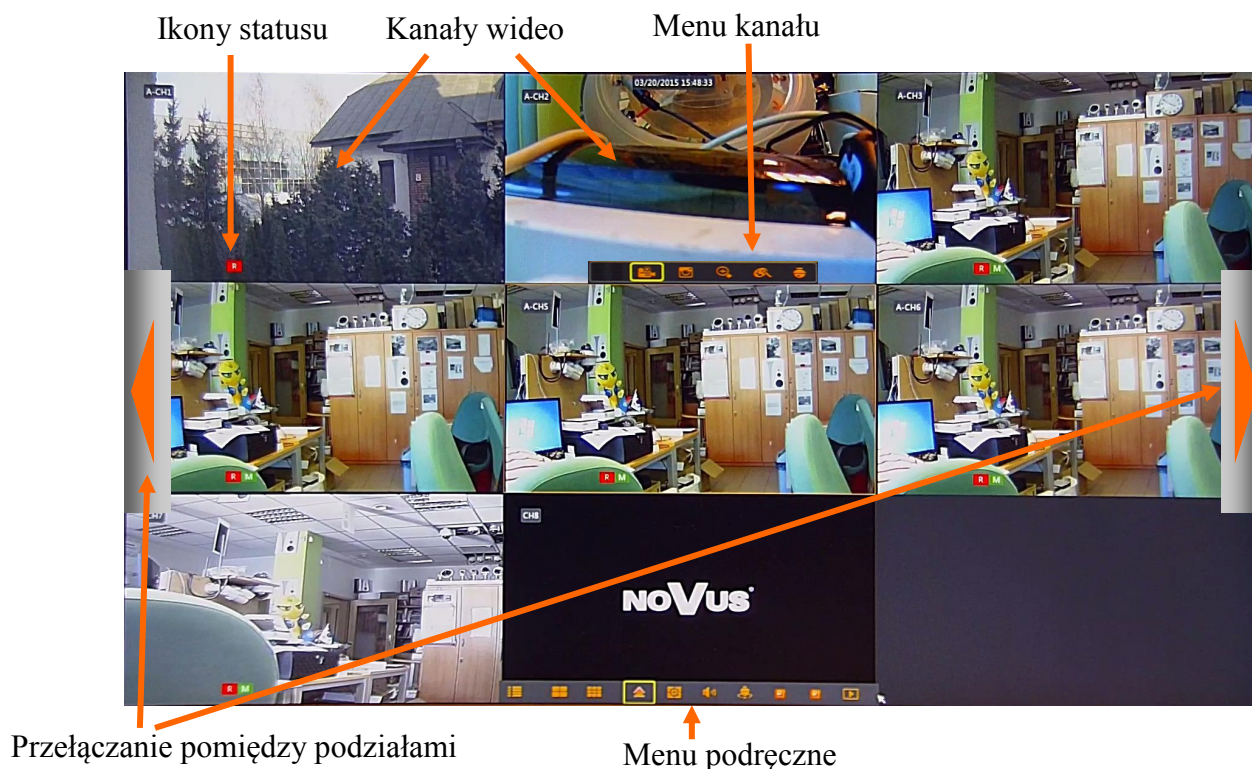 Ikony statusu Kanały wideo Menu kanału
A-CH1
03/20/2015 15:48:33
A-CH2
A-CH3
R
R M
A-CH5
A-CH6
R M
R M
R M
CH7
CH8
NOVUS
R M
Przełączanie pomiędzy podziałami
Menu podręczne